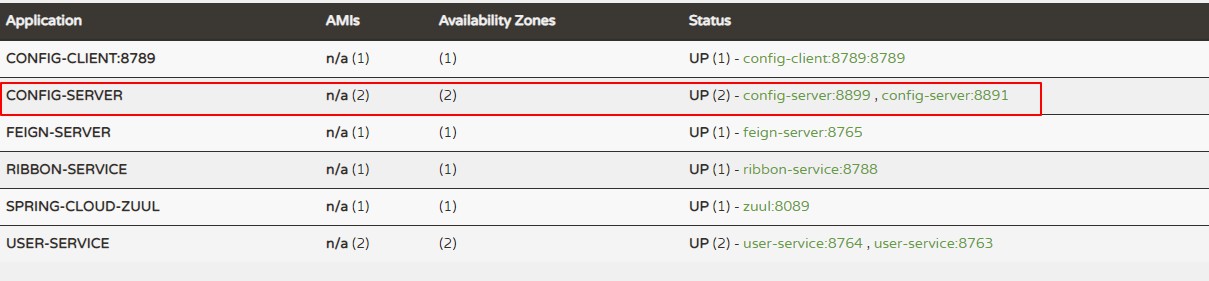 Application AMIs Availability Zones Status
CONFIG-CLIENT:8789 n/a (1) (1) UP (1) - config-client:8789:8789
CONFIG-SERVER n/a (2) (2) UP (2) - config-server:8899 , config-server:8891
FEIGN-SERVER n/a (1) (1) UP (1) - feign-server:8765
RIBBON-SERVICE n/a (1) (1) UP (1) - ribbon-service:8788
SPRING-CLOUD-ZUUL n/a (1) (1) UP (1) - zuul:8089
USER-SERVICE n/a (2) (2) UP (2) - user-service:8764 , user-service:8763